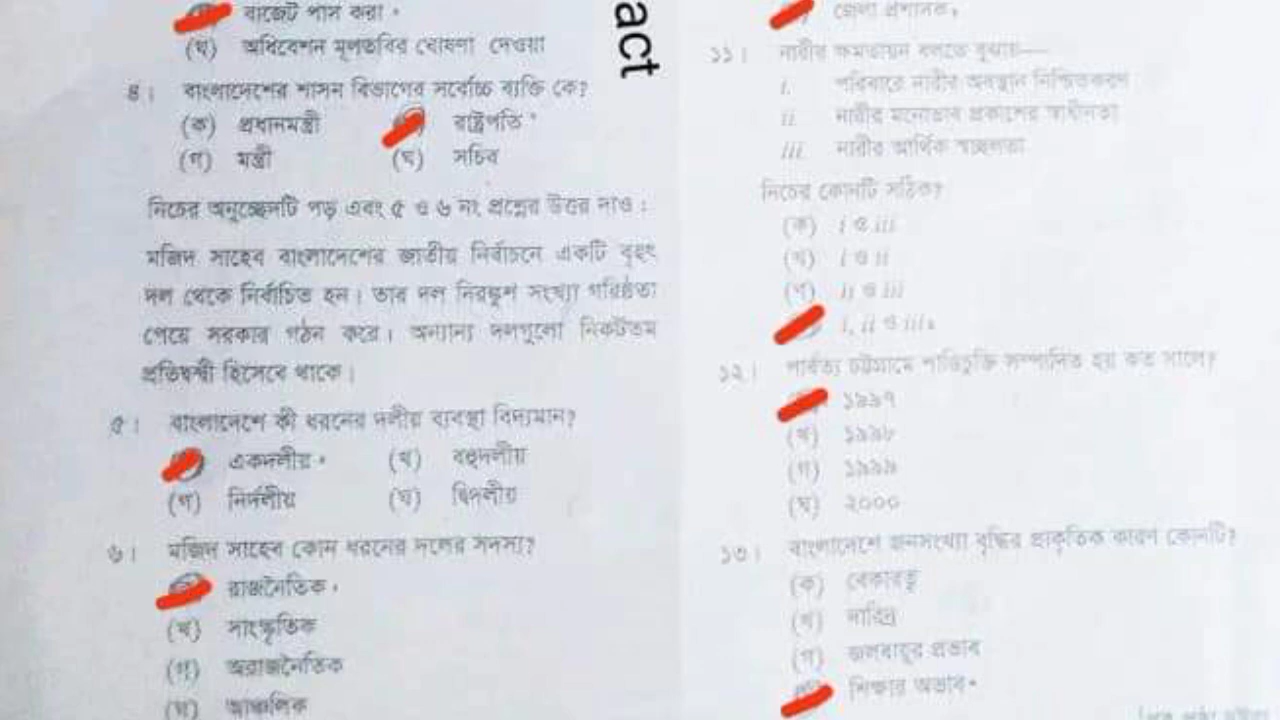 বাজেট পাস করা
(ঘ) অধিবেশন মূলতবির ঘোষণা দেওয়া
৪। বাংলাদেশের শাসন বিভাগের সর্বোচ্চ ব্যক্তি কে?
(ক) প্রধানমন্ত্রী রাষ্ট্রপতি
(গ) মন্ত্রী (ঘ) সচিব
নিচের অনুচ্ছেদটি পড় এবং ৫ ও ৬ নং প্রশ্নের উত্তর দাও :
মজিদ সাহেব বাংলাদেশের জাতীয় নির্বাচনে একটি বৃহৎ
দল থেকে নির্বাচিত হন। তার দল নিরঙ্কুশ সংখ্যা গরিষ্ঠতা
পেয়ে সরকার গঠন করে। অন্যান্য দলগুলো নিকটতম
প্রতিদ্বন্দ্বী হিসেবে থাকে।
৫। বাংলাদেশে কী ধরনের দলীয় ব্যবস্থা বিদ্যমান?
একদলীয় (খ) বহুদলীয়
(গ) নির্দলীয় (ঘ) দ্বিদলীয়
৬। মজিদ সাহেব কোন ধরনের দলের সদস্য?
রাজনৈতিক
(খ) সাংস্কৃতিক
(গ) অরাজনৈতিক
(ঘ) আঞ্চলিক
act
জেলা প্রশাসক
১১। নারীর ক্ষমতায়ন বলতে বুঝায়—
i. পরিবারে নারীর অবস্থান নিশ্চিতকরণ
ii নারীর মনোভাব প্রকাশের স্বাধীনতা
iii নারীর আর্থিক স্বচ্ছলতা
নিচের কোনটি সঠিক?
(ক) i ও iii
(খ) i ও ii
(গ) ii ও iii
i, ii ও iii
১২। পার্বত্য চট্টগ্রামে শান্তিচুক্তি সম্পাদিত হয় কত সালে?
১৯৯৭
(খ) ১৯৯৮
(গ) ১৯৯৯
(ঘ) ২০০০
১৩। বাংলাদেশে জনসংখ্যা বৃদ্ধির প্রাকৃতিক কারণ কোনটি?
(ক) বেকারত্ব
(খ) দারিদ্র
(গ) জলবায়ুর প্রভাব
শিক্ষার অভাব